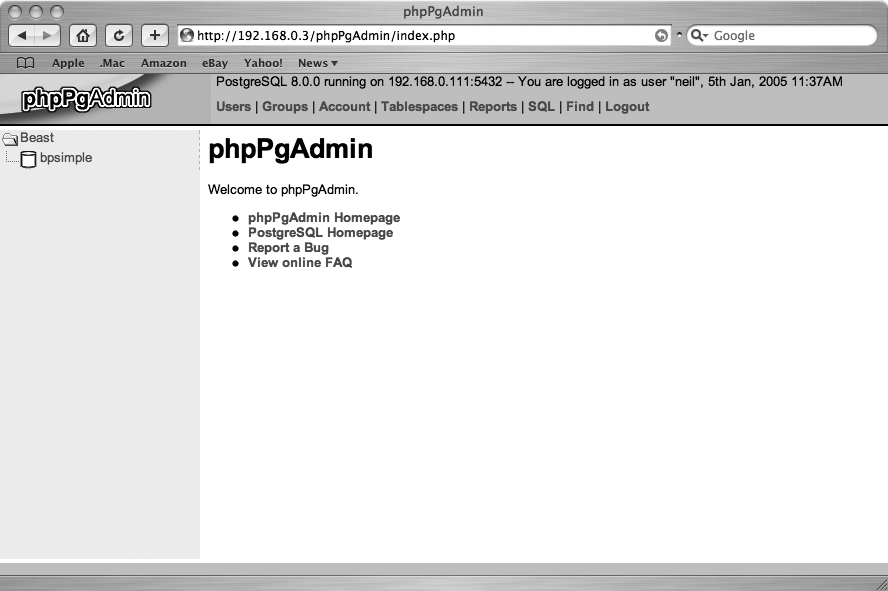 phpPgAdmin
http://192.168.0.3/phpPgAdmin/index.php
Google
Apple .Mac Amazon eBay Yahoo! News
phpPgAdmin
PostgreSQL 8.0.0 running on 192.168.0.111:5432 -- You are logged in as user "neil", 5th Jan, 2005 11:37AM
Users | Groups | Account | Tablespaces | Reports | SQL | Find | Logout
Beast
bpsimple
phpPgAdmin
Welcome to phpPgAdmin.
• phpPgAdmin Homepage
• PostgreSQL Homepage
• Report a Bug
• View online FAQ